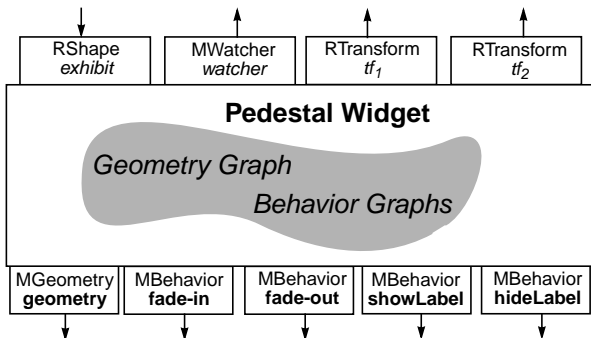 RShape MWatcher RTransform RTransform
exhibit watcher tf1 tf2
Pedestal Widget
Geometry Graph
Behavior Graphs
MGeometry MBehavior MBehavior MBehavior MBehavior
geometry fade-in fade-out showLabel hideLabel